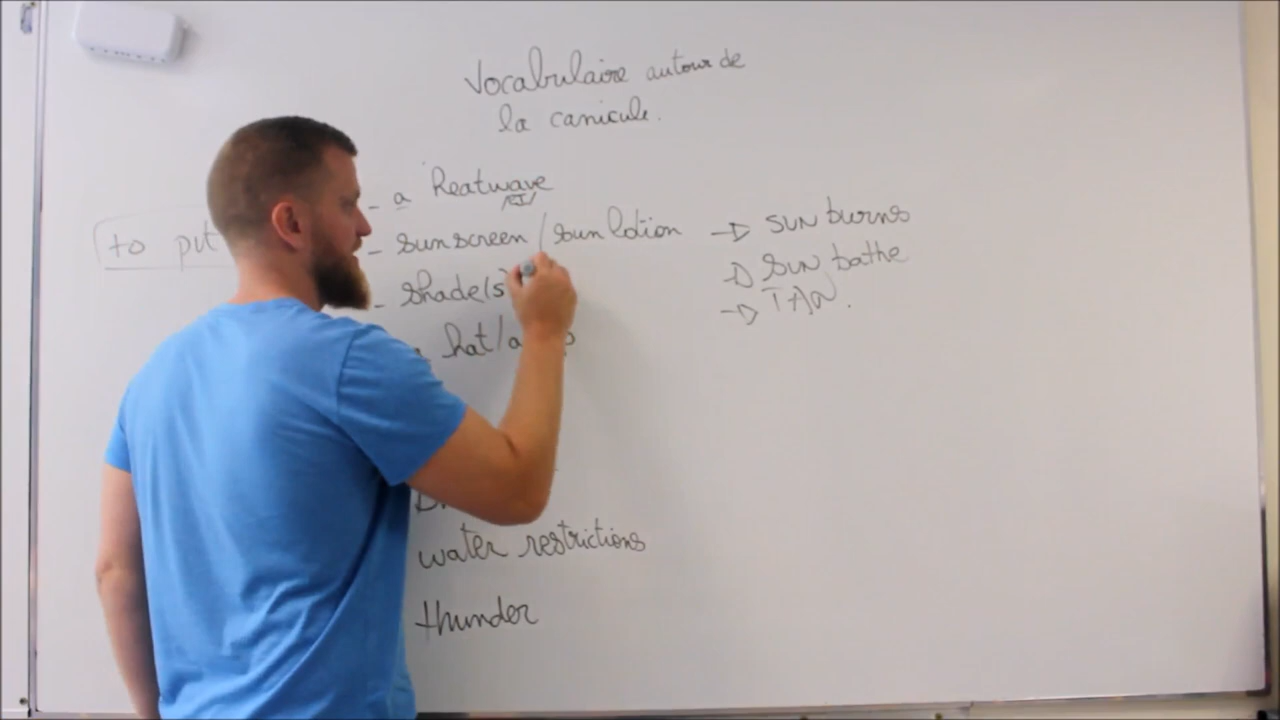 Vocabulaire autour de
la canicule.
- a heatwave
/eɪ/
to put
- sunscreen / sun lotion
→ sun burns
- shade(s)
→ sun bathe
→ TAN.
hat/a
water restrictions
thunder